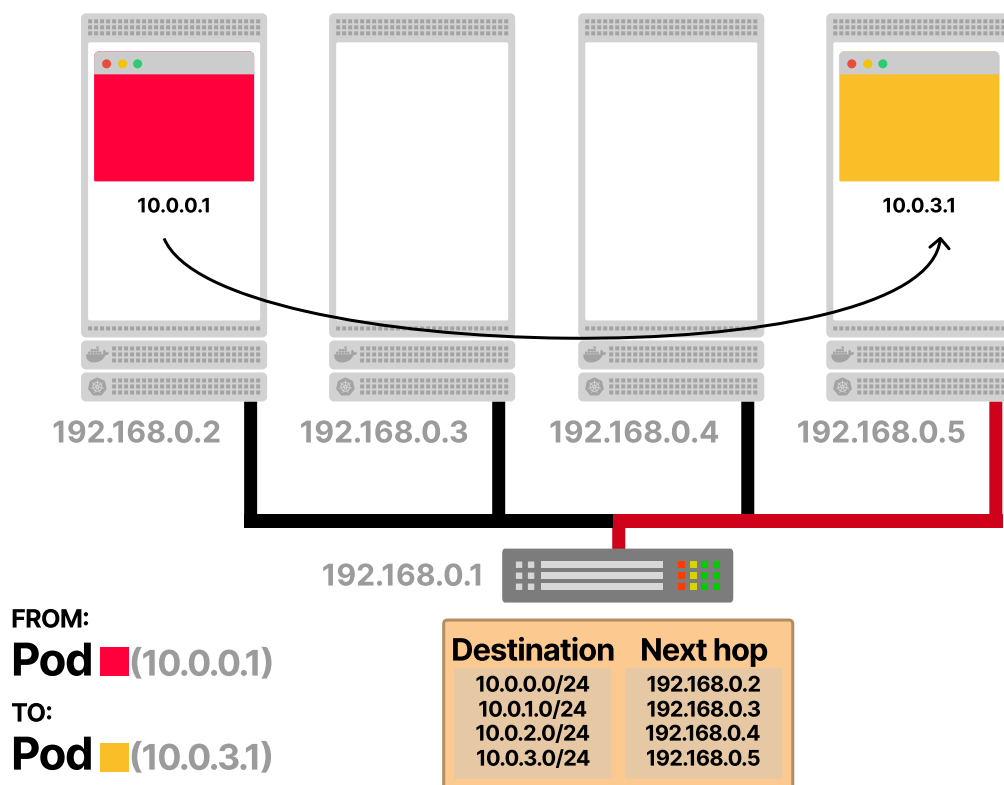 10.0.0.1
10.0.3.1
192.168.0.2
192.168.0.3
192.168.0.4
192.168.0.5
192.168.0.1
FROM:
Pod (10.0.0.1)
TO:
Pod (10.0.3.1)
Destination Next hop
10.0.0.0/24 192.168.0.2
10.0.1.0/24 192.168.0.3
10.0.2.0/24 192.168.0.4
10.0.3.0/24 192.168.0.5